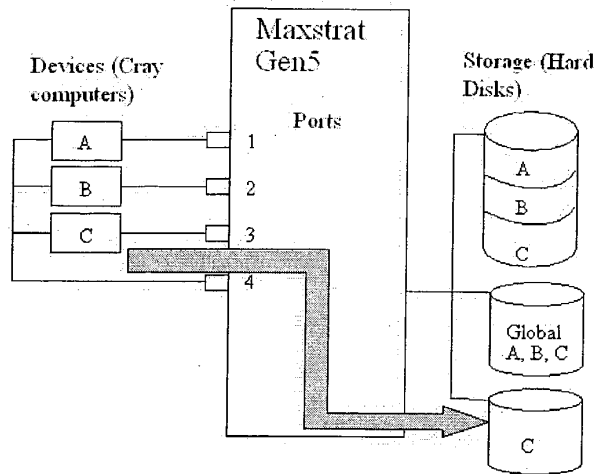 Maxstrat
Gen5
Devices (Cray
computers)
Storage (Hard
Disks)
Ports
A
1
B
2
C
3
4
A
B
C
Global
A, B, C
C